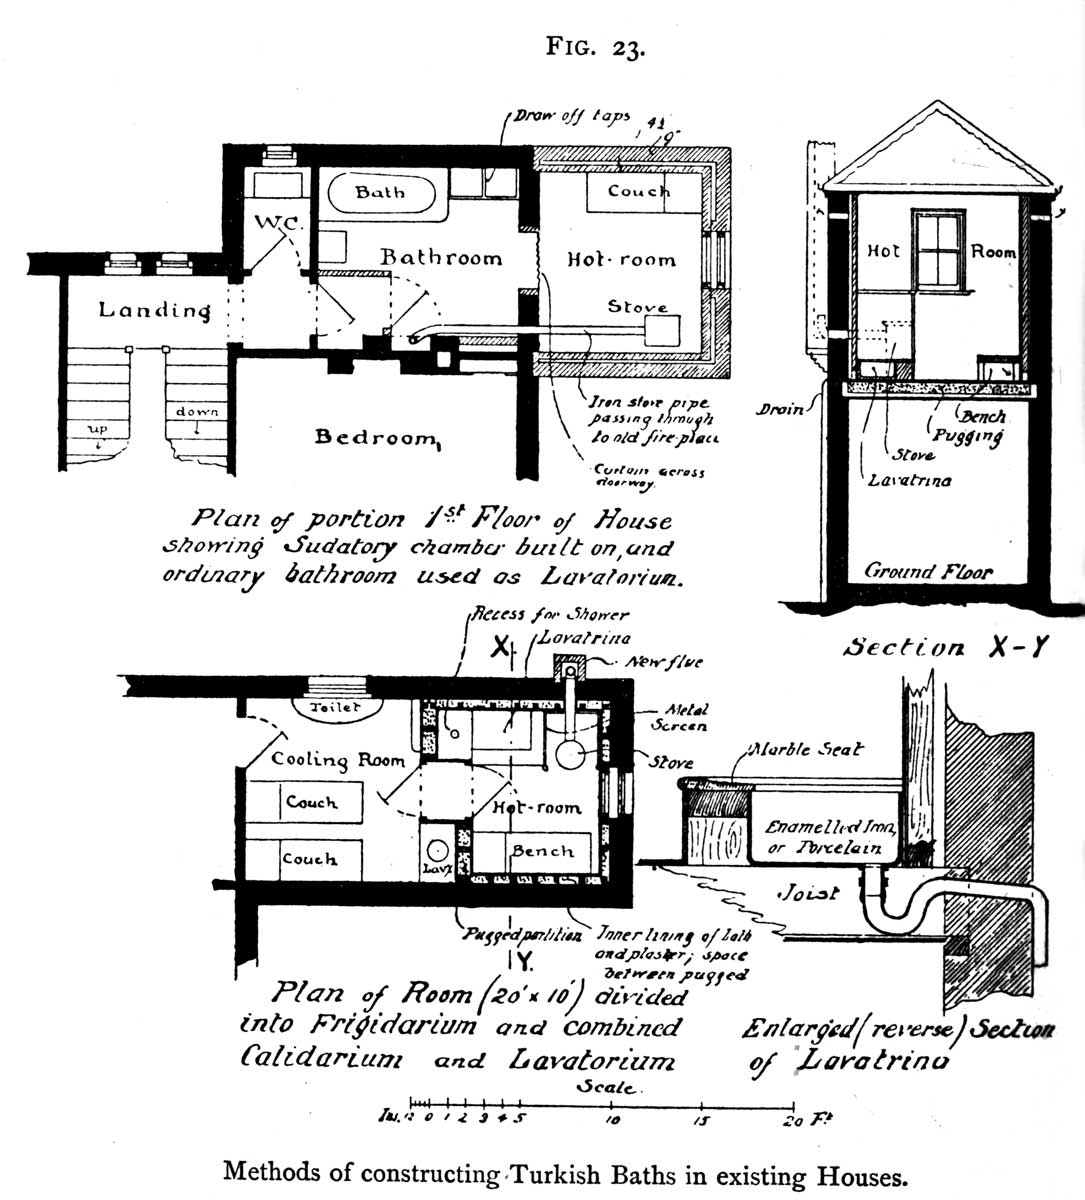 FIG. 23.
Draw off taps
4½"
9"
Bath
Couch
W.C.
Bathroom
Hot-room
Hot
Room
Landing
Stove
up
down
Bedroom,
Iron stove pipe
passing through
to old fire-place
Curtain across
doorway.
Drain
Bench
Pugging
Stove
Lavatrina
Plan of portion 1st Floor of House
showing Sudatory chamber built on, and
ordinary bathroom used as Lavatorium.
Ground Floor
Section X-Y
Recess for Shower
Lavatrina
X
New flue
Toilet
Metal
Screen
Stove
Cooling Room
Couch
Hot-room
Couch
Lavy
Bench
Marble Seat
Enamelled Iron,
or Porcelain
Joist
Pugged partition
Inner lining of lath
and plaster; space
between pugged
Y.
Plan of Room (20' x 10') divided
into Frigidarium and combined
Calidarium and Lavatorium
Enlarged (reverse) Section
of Lavatrina
Scale.
Ins. 12 0 1 2 3 4 5 10 15 20 Ft
Methods of constructing Turkish Baths in existing Houses.